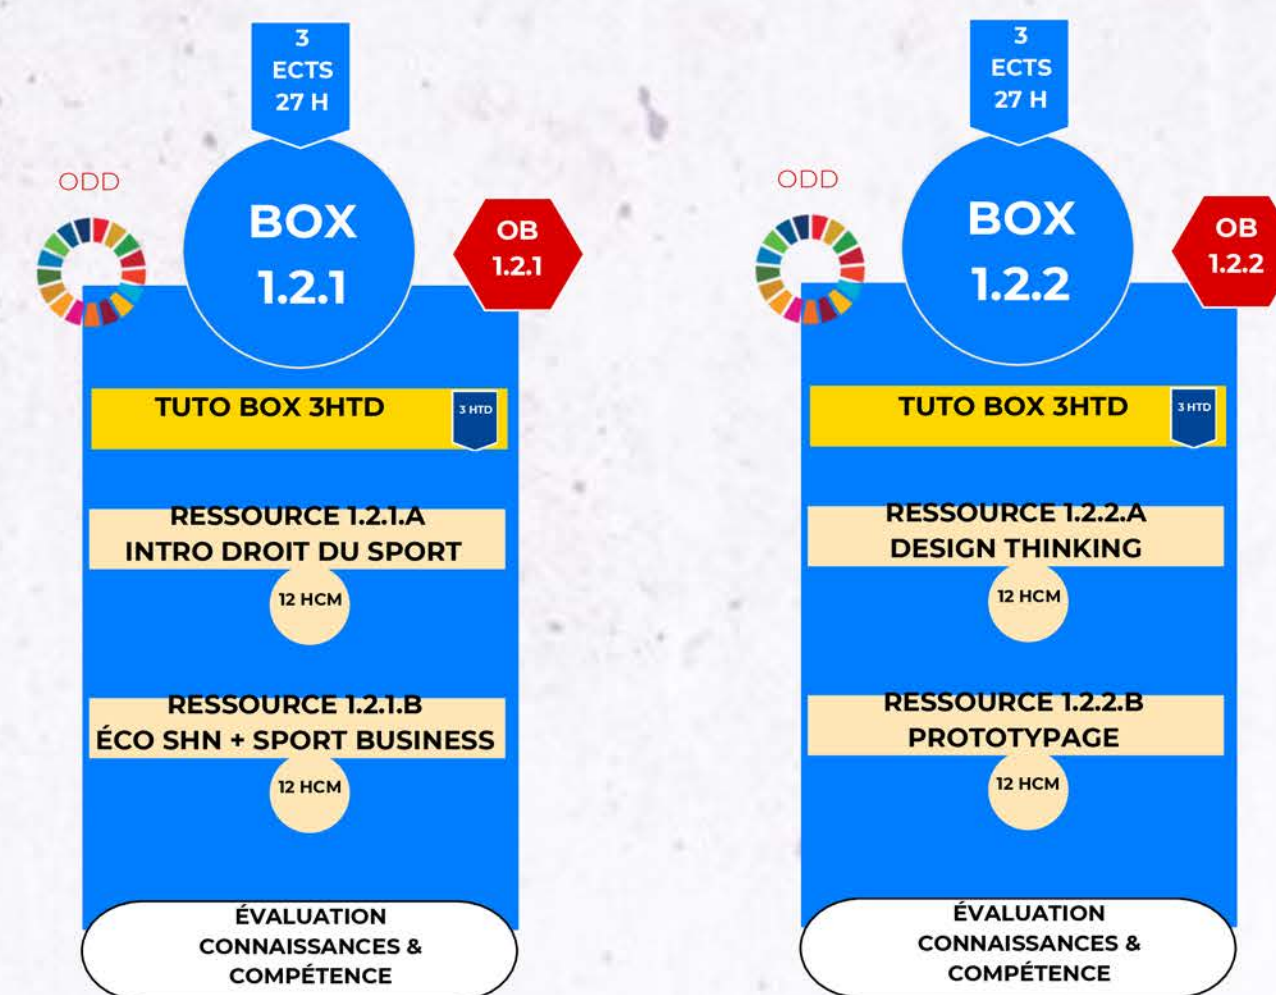 3
ECTS
27 H
ODD
BOX
1.2.1
OB
1.2.1
TUTO BOX 3HTD
3 HTD
RESSOURCE 1.2.1.A
INTRO DROIT DU SPORT
12 HCM
RESSOURCE 1.2.1.B
ÉCO SHN + SPORT BUSINESS
12 HCM
ÉVALUATION
CONNAISSANCES &
COMPÉTENCE
3
ECTS
27 H
ODD
BOX
1.2.2
OB
1.2.2
TUTO BOX 3HTD
3 HTD
RESSOURCE 1.2.2.A
DESIGN THINKING
12 HCM
RESSOURCE 1.2.2.B
PROTOTYPAGE
12 HCM
ÉVALUATION
CONNAISSANCES &
COMPÉTENCE